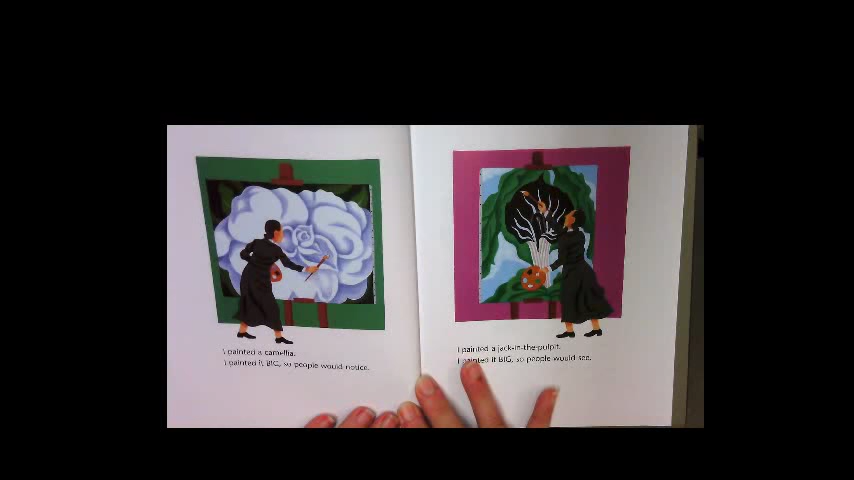 I painted a camellia.
I painted it BIG, so people would notice.
I painted a jack-in-the-pulpit.
I painted it BIG, so people would see.